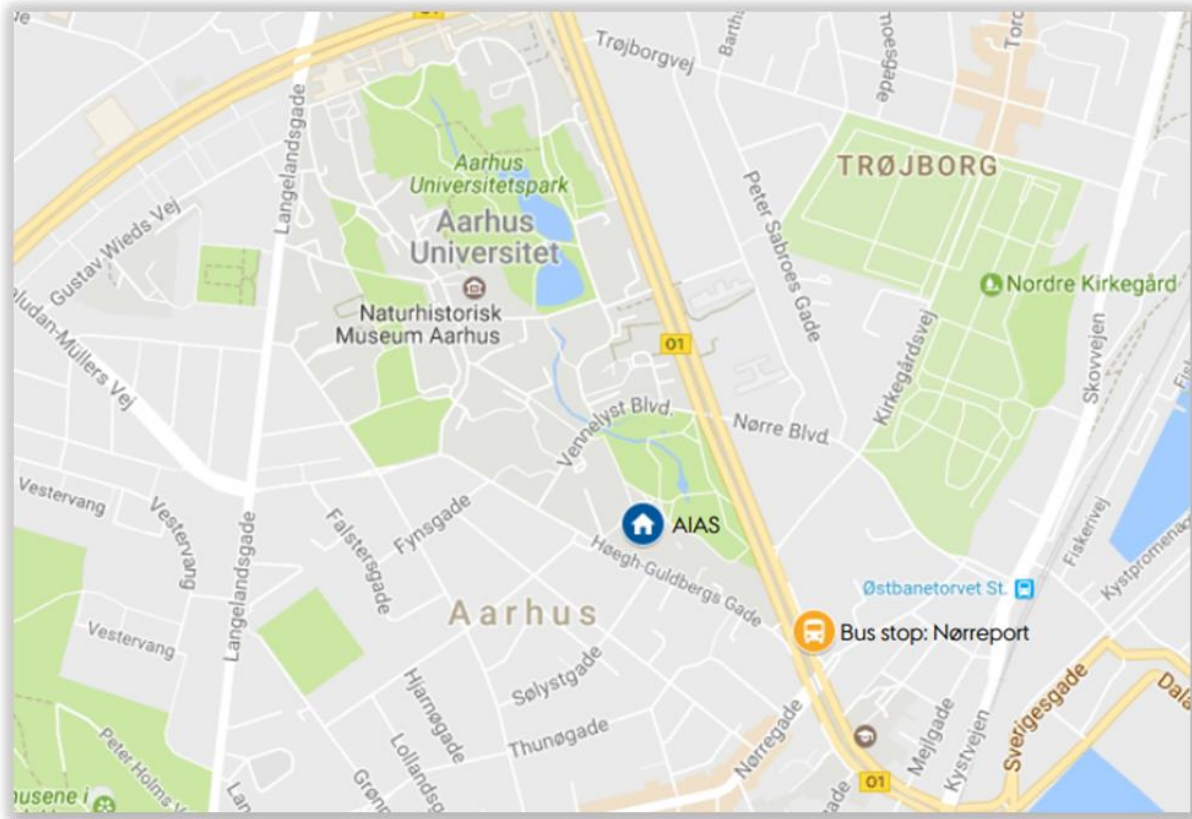 01
Trøjborgvej
Langelandsgade
Aarhus
Universitetspark
Aarhus
Universitet
TRØJBORG
Gustav Wieds Vej
Peter Sabroes Gade
Naturhistorisk
Museum Aarhus
Nordre Kirkegård
01
Kirkegårdsvej
Skovvejen
Vennelyst Blvd.
Nørre Blvd.
Vestervang
Vestervang
Falstersgade
Fynsgade
AIAS
Høegh-Guldbergs Gade
Fiskerivej
Østbanetorvet St.
Aarhus
Bus stop: Nørreport
Vestervang
Langelandsgade
Sølystgade
Hjarnøgade
Thunøgade
Nørregade
Mejlgade
Kystvejen
Sverigesgade
01